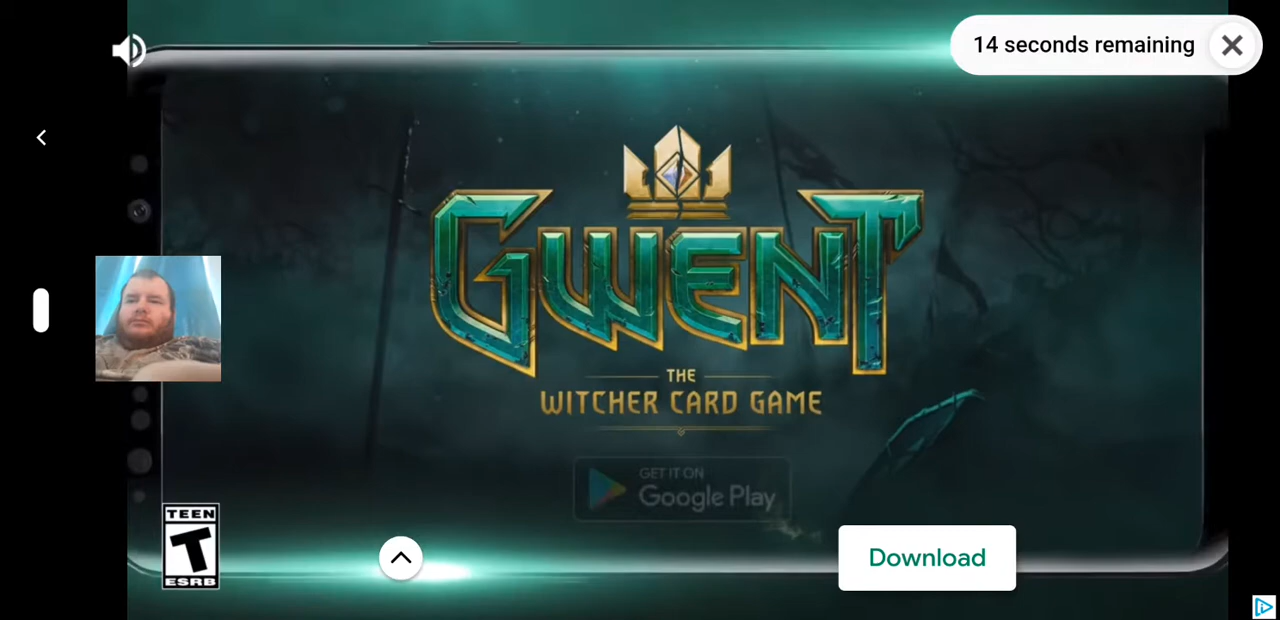 14 seconds remaining
GWENT
THE
WITCHER CARD GAME
GET IT ON
Google Play
TEEN
T
ESRB
Download